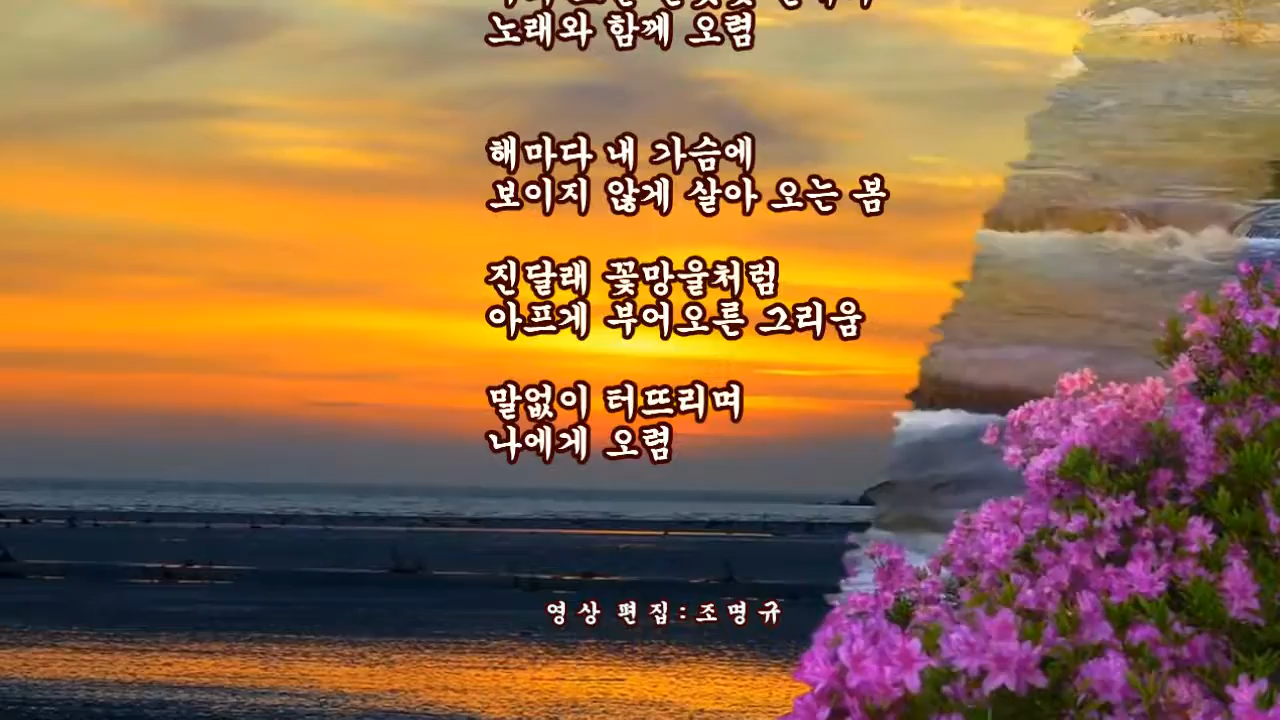 노래와 함께 오렴
해마다 내 가슴에
보이지 않게 살아 오는 봄
진달래 꽃망울처럼
아프게 부어오른 그리움
말없이 터뜨리며
나에게 오렴
영상 편집:조명규